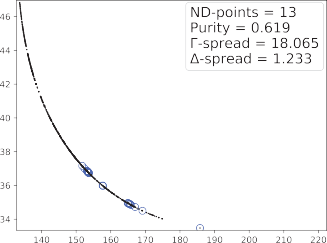 ND-points = 13
Purity = 0.619
Γ-spread = 18.065
Δ-spread = 1.233
46
44
42
40
38
36
34
140 150 160 170 180 190 200 210 220